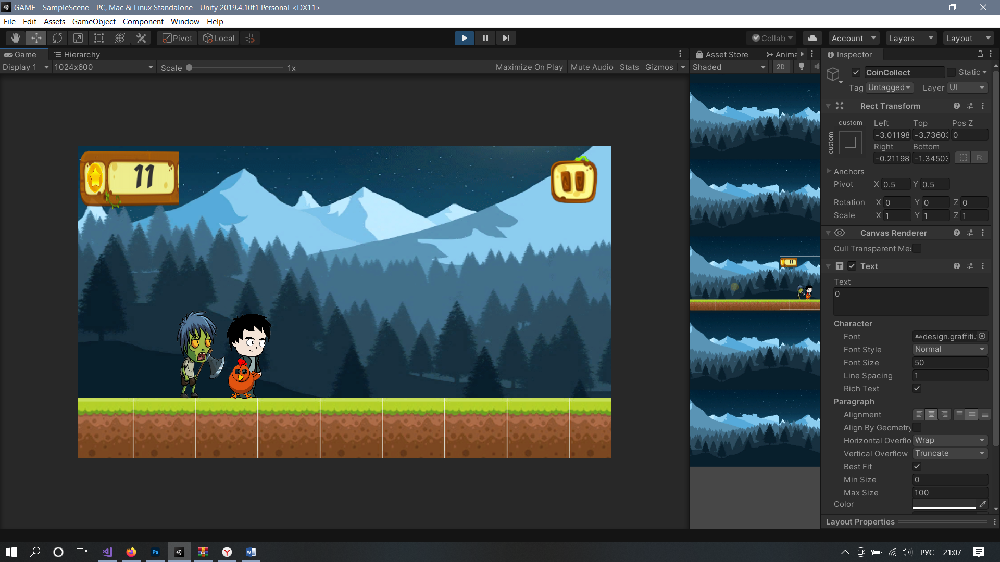 GAME - SampleScene - PC, Mac & Linux Standalone - Unity 2019.4.10f1 Personal <DX11>
File Edit Assets GameObject Component Window Help
Pivot Local Collab Account Layers Layout
Game Hierarchy Asset Store Anima Inspector
Display 1 1024x600 Scale 1x Maximize On Play Mute Audio Stats Gizmos Shaded 2D
CoinCollect Static
Tag Untagged Layer UI
Rect Transform
custom Left Top Pos Z
custom -3.01198 -3.73603 0
Right Bottom
-0.21198 -1.34503 R
Anchors
Pivot X 0.5 Y 0.5
Rotation X 0 Y 0 Z 0
Scale X 1 Y 1 Z 1
Canvas Renderer
Cull Transparent Mes
Text
Text
0
Character
Font Aa design.graffiti.
Font Style Normal
Font Size 50
Line Spacing 1
Rich Text
Paragraph
Alignment
Align By Geometry
Horizontal Overflo Wrap
Vertical Overflow Truncate
Best Fit
Min Size 0
Max Size 100
Color
Layout Properties
11
11
Ps
W
РУС 21:07